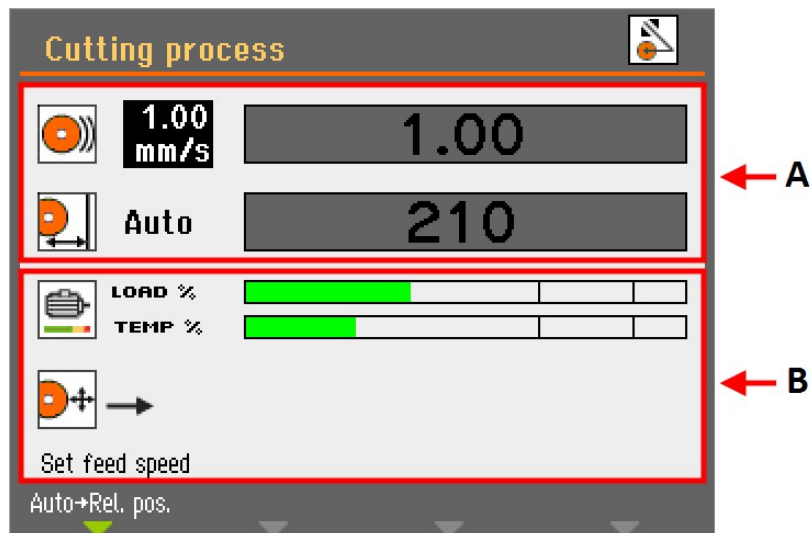 Cutting process
1.00
mm/s
1.00
A
Auto
210
LOAD %
TEMP %
B
Set feed speed
Auto→Rel. pos.